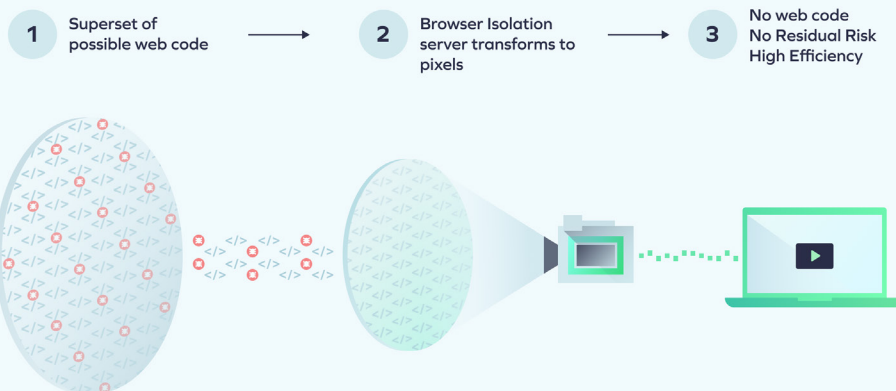 1
Superset of
possible web code
2
Browser Isolation
server transforms to
pixels
3
No web code
No Residual Risk
High Efficiency
</> </> </>
</> </>
</> </> </>
</> </>